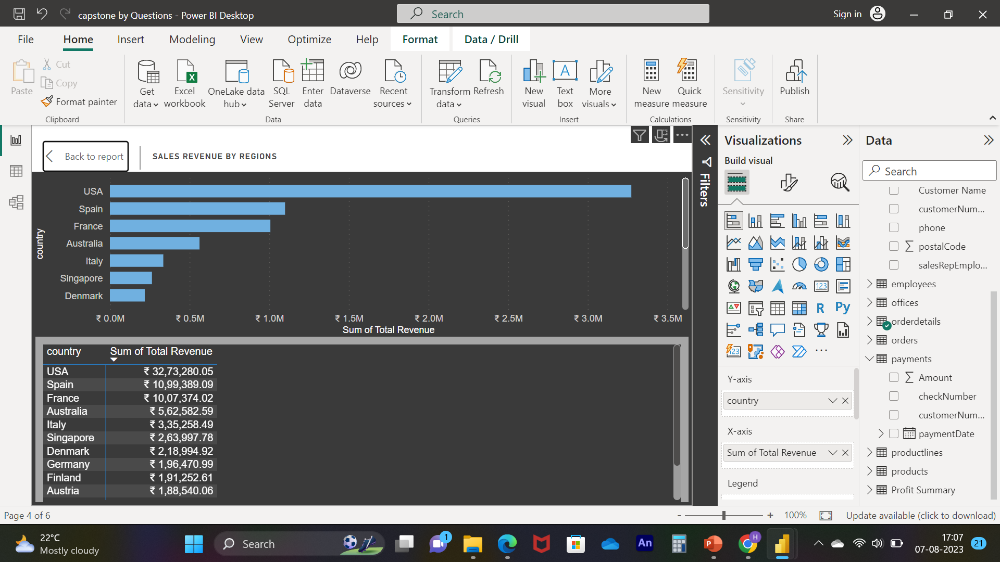 capstone by Questions - Power BI Desktop
Search
Sign in
File Home Insert Modeling View Optimize Help Format Data / Drill
Paste
Cut
Copy
Format painter
Clipboard
Get data
Excel workbook
OneLake data hub
SQL Server
Enter data
Dataverse
Recent sources
Data
Transform data
Refresh
Queries
New visual
Text box
More visuals
Insert
New measure
Quick measure
Calculations
Sensitivity
Sensitivity
Publish
Share
Back to report
SALES REVENUE BY REGIONS
country
USA
Spain
France
Australia
Italy
Singapore
Denmark
₹ 0.0M ₹ 0.5M ₹ 1.0M ₹ 1.5M ₹ 2.0M ₹ 2.5M ₹ 3.0M ₹ 3.5M
Sum of Total Revenue
country Sum of Total Revenue
USA ₹ 32,73,280.05
Spain ₹ 10,99,389.09
France ₹ 10,07,374.02
Australia ₹ 5,62,582.59
Italy ₹ 3,35,258.49
Singapore ₹ 2,63,997.78
Denmark ₹ 2,18,994.92
Germany ₹ 1,96,470.99
Finland ₹ 1,91,252.61
Austria ₹ 1,88,540.06
Filters
Visualizations
Build visual
123
R
Py
123
Y-axis
country
X-axis
Sum of Total Revenue
Legend
Data
Search
Customer Name
customerNum...
phone
postalCode
salesRepEmplo...
employees
offices
orderdetails
orders
payments
Amount
checkNumber
customerNum...
paymentDate
productlines
products
Profit Summary
Page 4 of 6
- + 100%
Update available (click to download)
22°C
Mostly cloudy
Search
1
An
P
H
17:07
07-08-2023
21